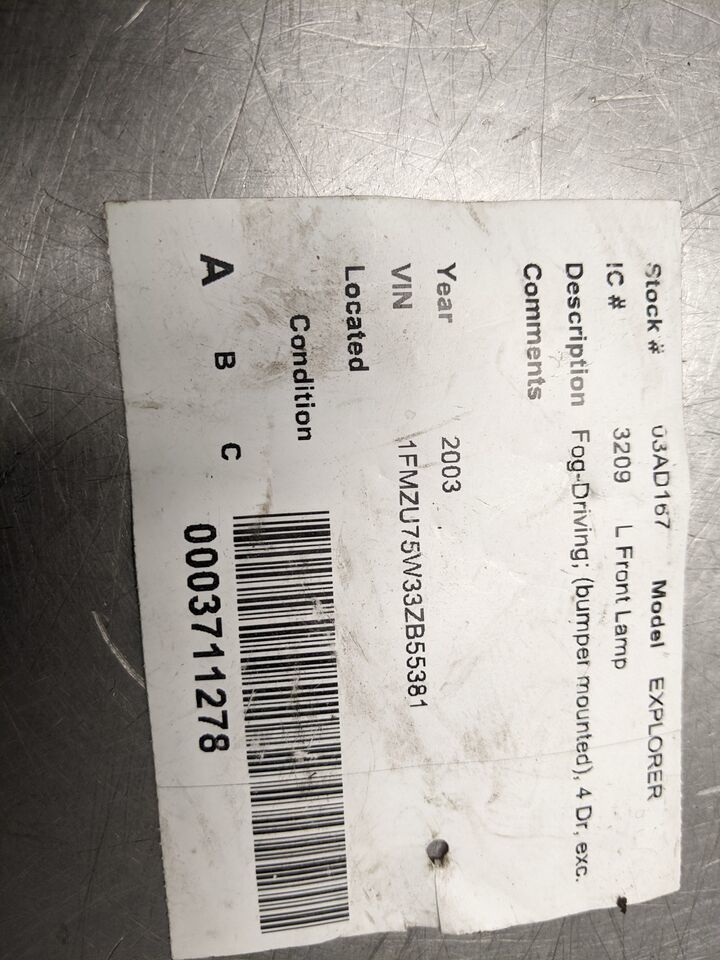 Stock # 03AD167 Model EXPLORER
IC # 3209 L Front Lamp
Description Fog-Driving; (bumper mounted), 4 Dr, exc.
Comments
Year 2003
VIN 1FMZU75W33ZB55381
Located
Condition
A B C
0003711278